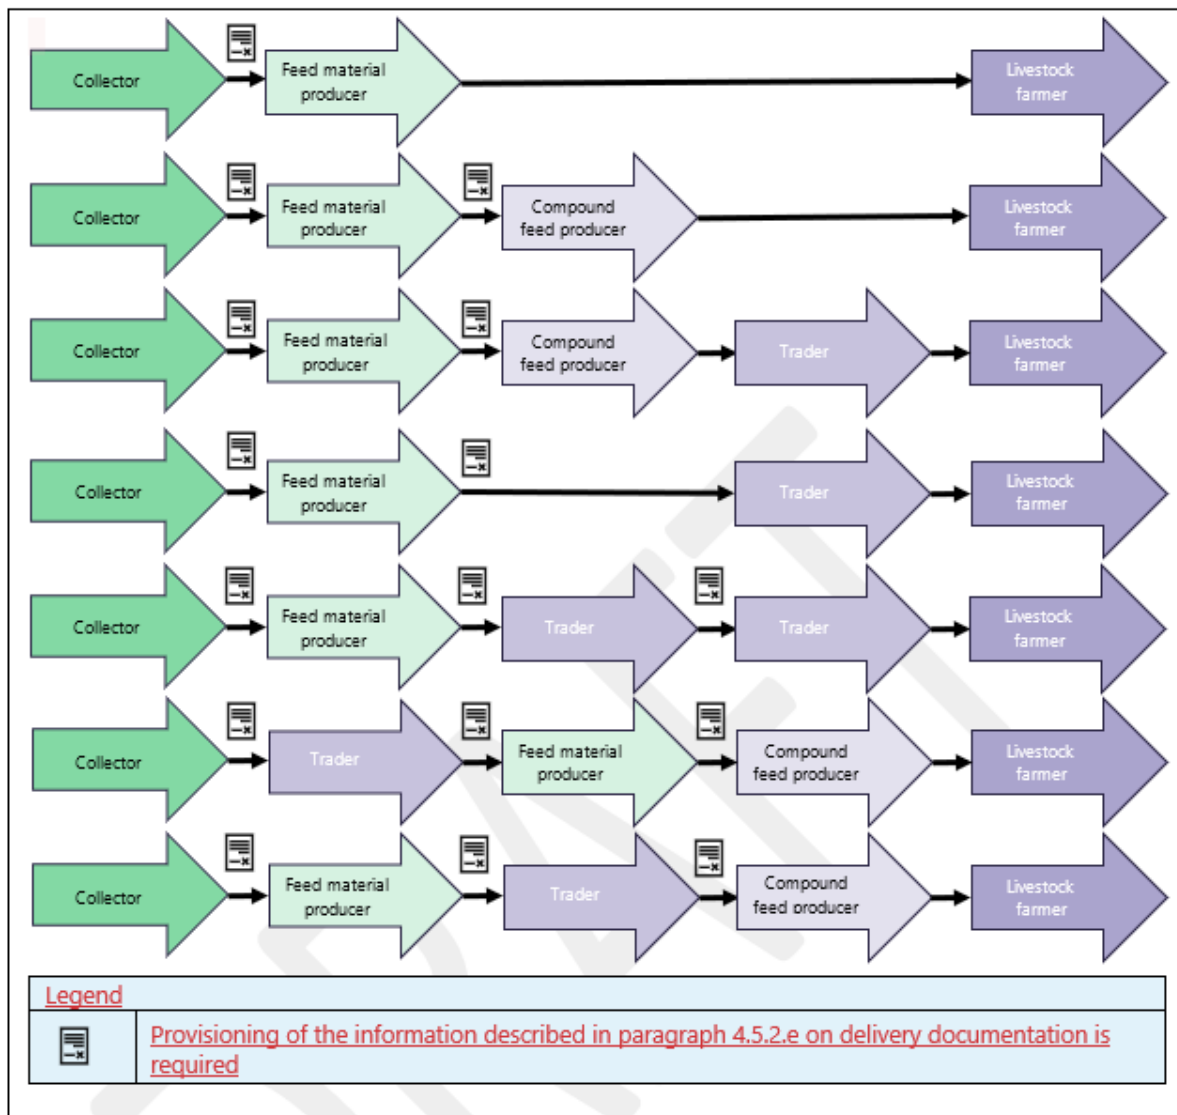 Collector
Feed material
producer
Livestock
farmer
Collector
Feed material
producer
Compound
feed producer
Livestock
farmer
Collector
Feed material
producer
Compound
feed producer
Trader
Livestock
farmer
Collector
Feed material
producer
Trader
Livestock
farmer
Collector
Feed material
producer
Trader
Trader
Livestock
farmer
Collector
Trader
Feed material
producer
Compound
feed producer
Livestock
farmer
Collector
Feed material
producer
Trader
Compound
feed producer
Livestock
farmer
DRAFT
Legend
Provisioning of the information described in paragraph 4.5.2.e on delivery documentation is
required